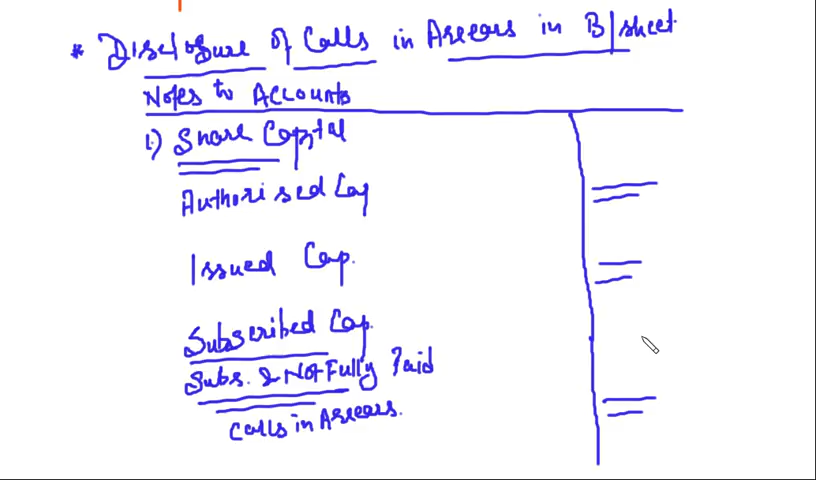 * Disclosure of Calls in Arrears in B/sheet
Notes to Accounts
1) Share Capital
Authorised Cap
Issued Cap.
Subscribed Cap.
Subs. & Not Fully Paid
Calls in Arrears.